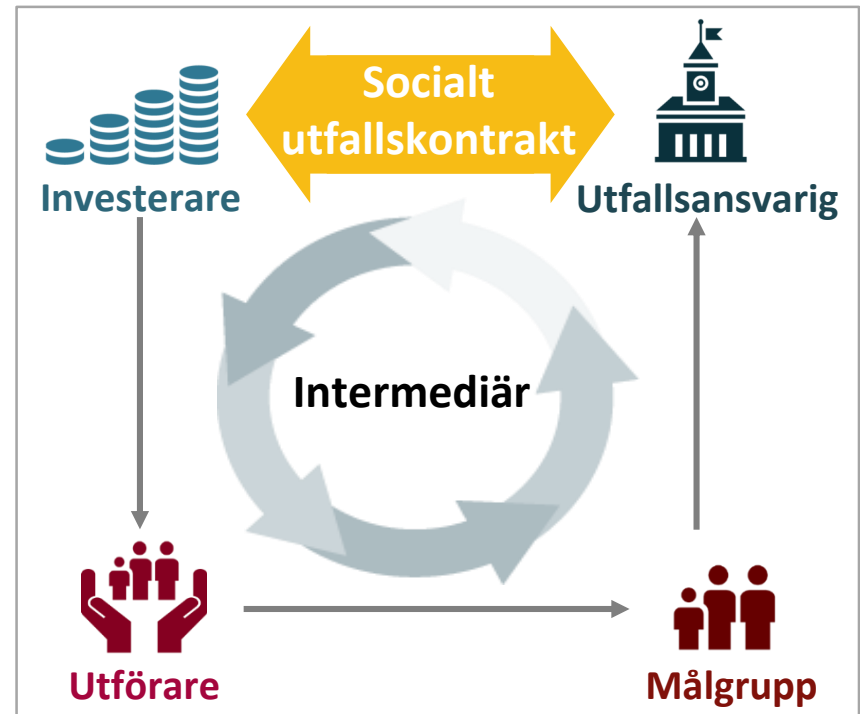 Socialt
utfallskontrakt
Investerare
Utfallsansvarig
Intermediär
Utförare
Målgrupp